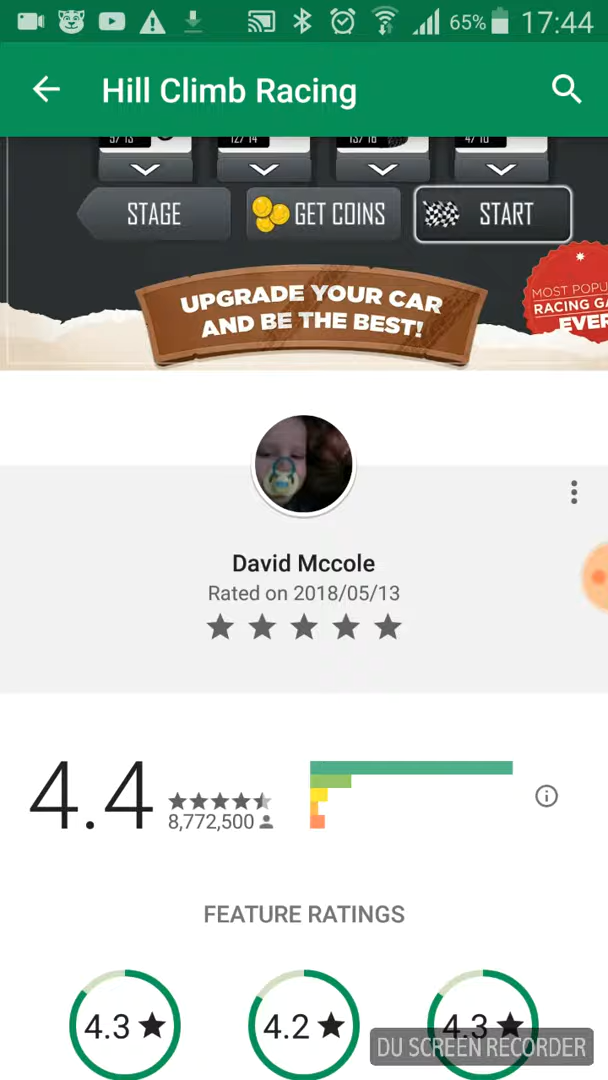 65% 17:44
Hill Climb Racing
STAGE GET COINS START
UPGRADE YOUR CAR
AND BE THE BEST!
MOST POPU
RACING GA
EVER
David Mccole
Rated on 2018/05/13
4.4
8,772,500
FEATURE RATINGS
4.3 4.2 4.3
DU SCREEN RECORDER